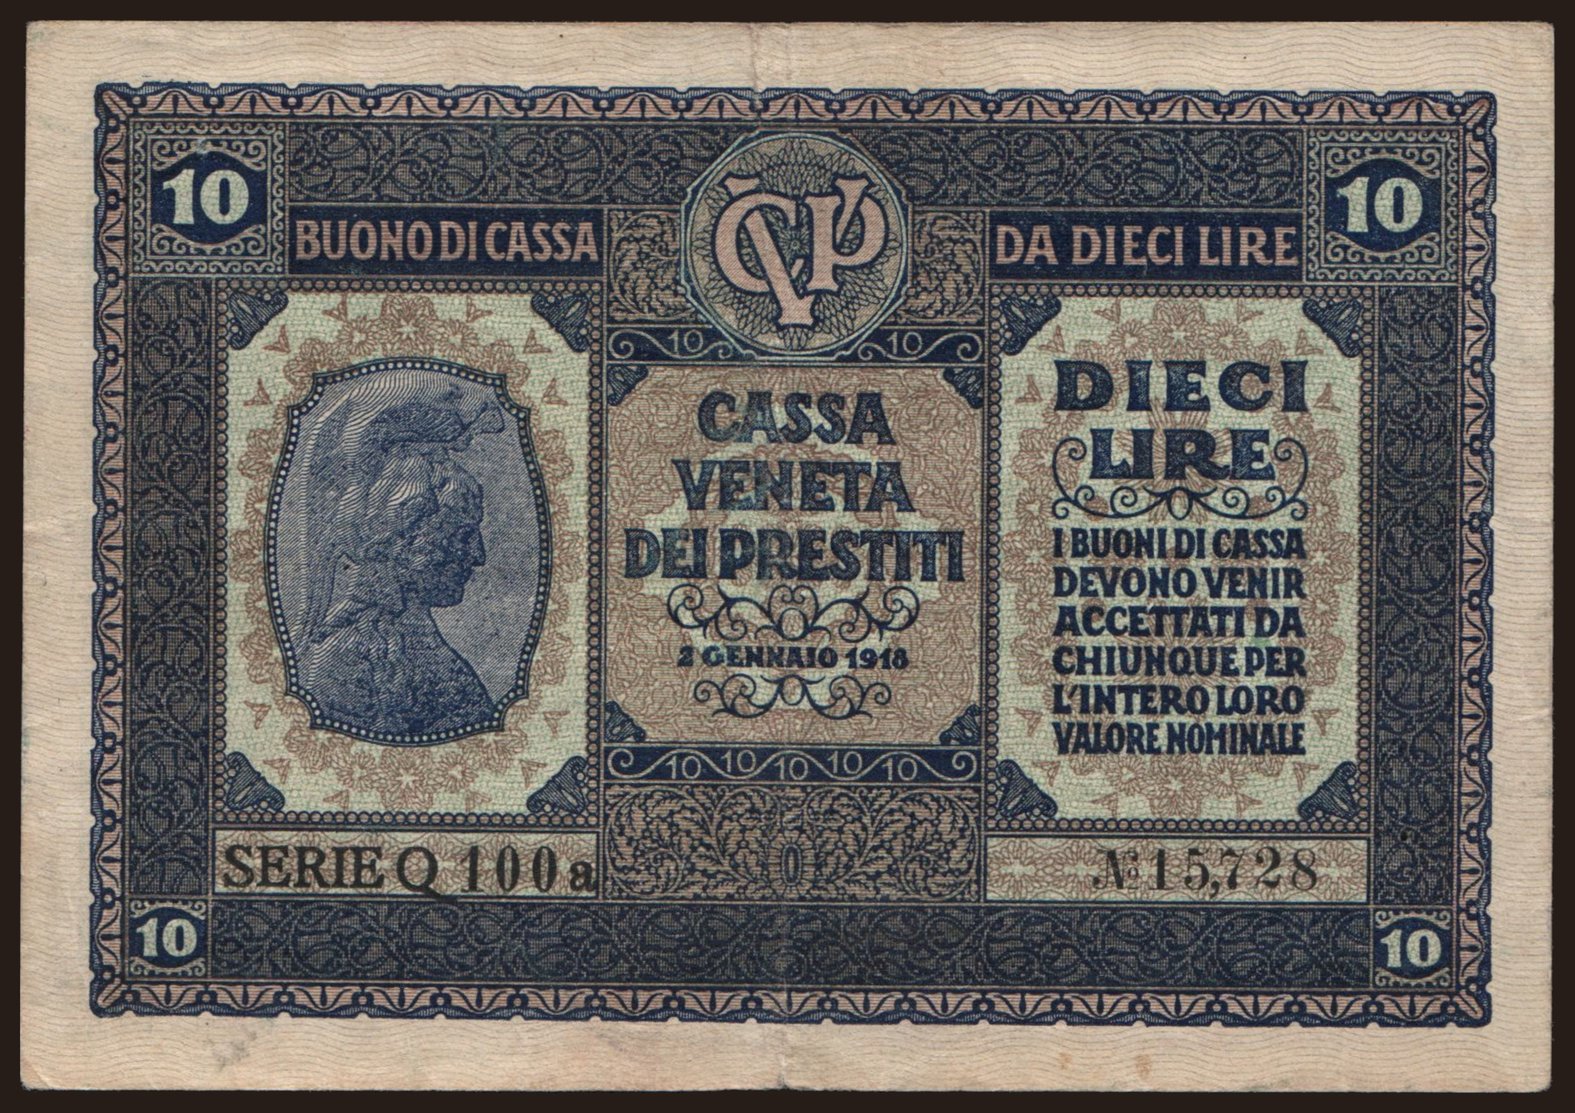 10
BUONO DI CASSA
CVP
DA DIECI LIRE
10
10 10
CASSA
VENETA
DEI PRESTITI
2 GENNAIO 1918
10 10 10 10 10
DIECI
LIRE
I BUONI DI CASSA
DEVONO VENIR
ACCETTATI DA
CHIUNQUE PER
L'INTERO LORO
VALORE NOMINALE
SERIE Q 100a
No 15,728
10
10